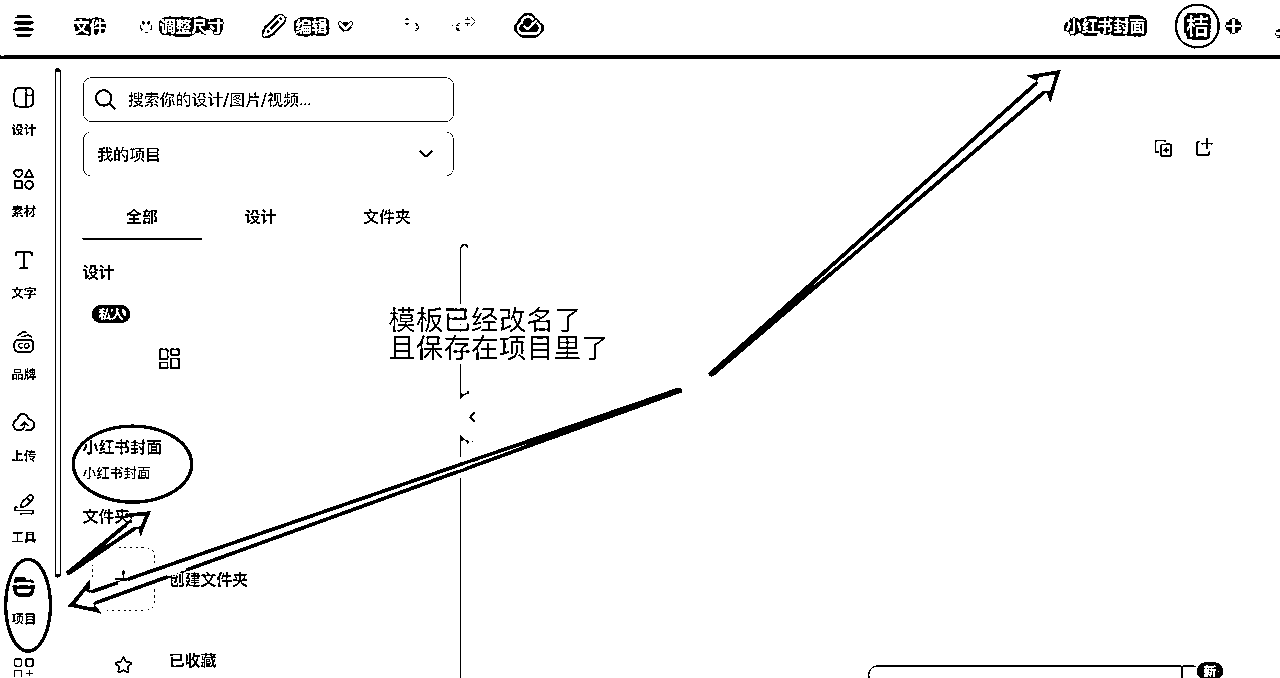 文件
调整尺寸
编辑
小红书封面
桔
搜索你的设计/图片/视频...
我的项目
全部
设计
文件夹
设计
私人
模板已经改名了
且保存在项目里了
小红书封面
小红书封面
文件夹
创建文件夹
已收藏
设计
素材
文字
品牌
上传
工具
项目
新